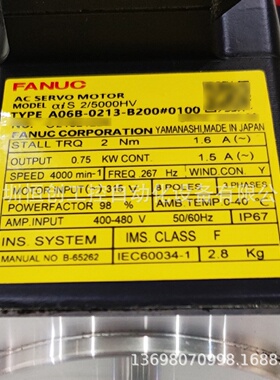 FANUC
AC SERVO MOTOR
MODEL αiS 2/5000HV
TYPE A06B-0213-B200#0100
NO.
FANUC CORPORATION YAMANASHI, MADE IN JAPAN
STALL TRQ 2 Nm 1.6 A (~)
OUTPUT 0.75 KW CONT. 1.5 A (~)
SPEED 4000 min-1 FREQ 267 Hz WIND.CON. Y
MOTOR INPUT (~) 315 V 8 POLES 3 PHASES
POWERFACTOR 98 % AMB.TEMP 0-40 °C
AMP.INPUT 400-480 V 50/60Hz IP67
INS. SYSTEM IMS. CLASS F
MANUAL NO B-65262 IEC60034-1 2.8 Kg
13698070998.1688.